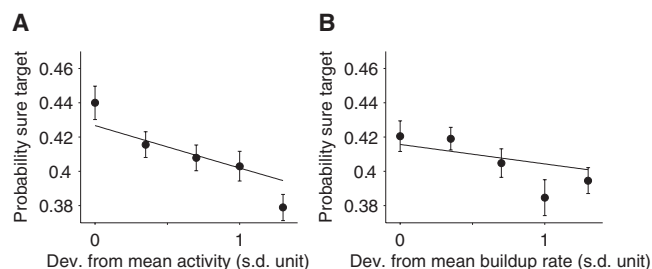 A
Probability sure target
0.46
0.44
0.42
0.4
0.38
0
1
Dev. from mean activity (s.d. unit)
B
Probability sure target
0.46
0.44
0.42
0.4
0.38
0
1
Dev. from mean buildup rate (s.d. unit)